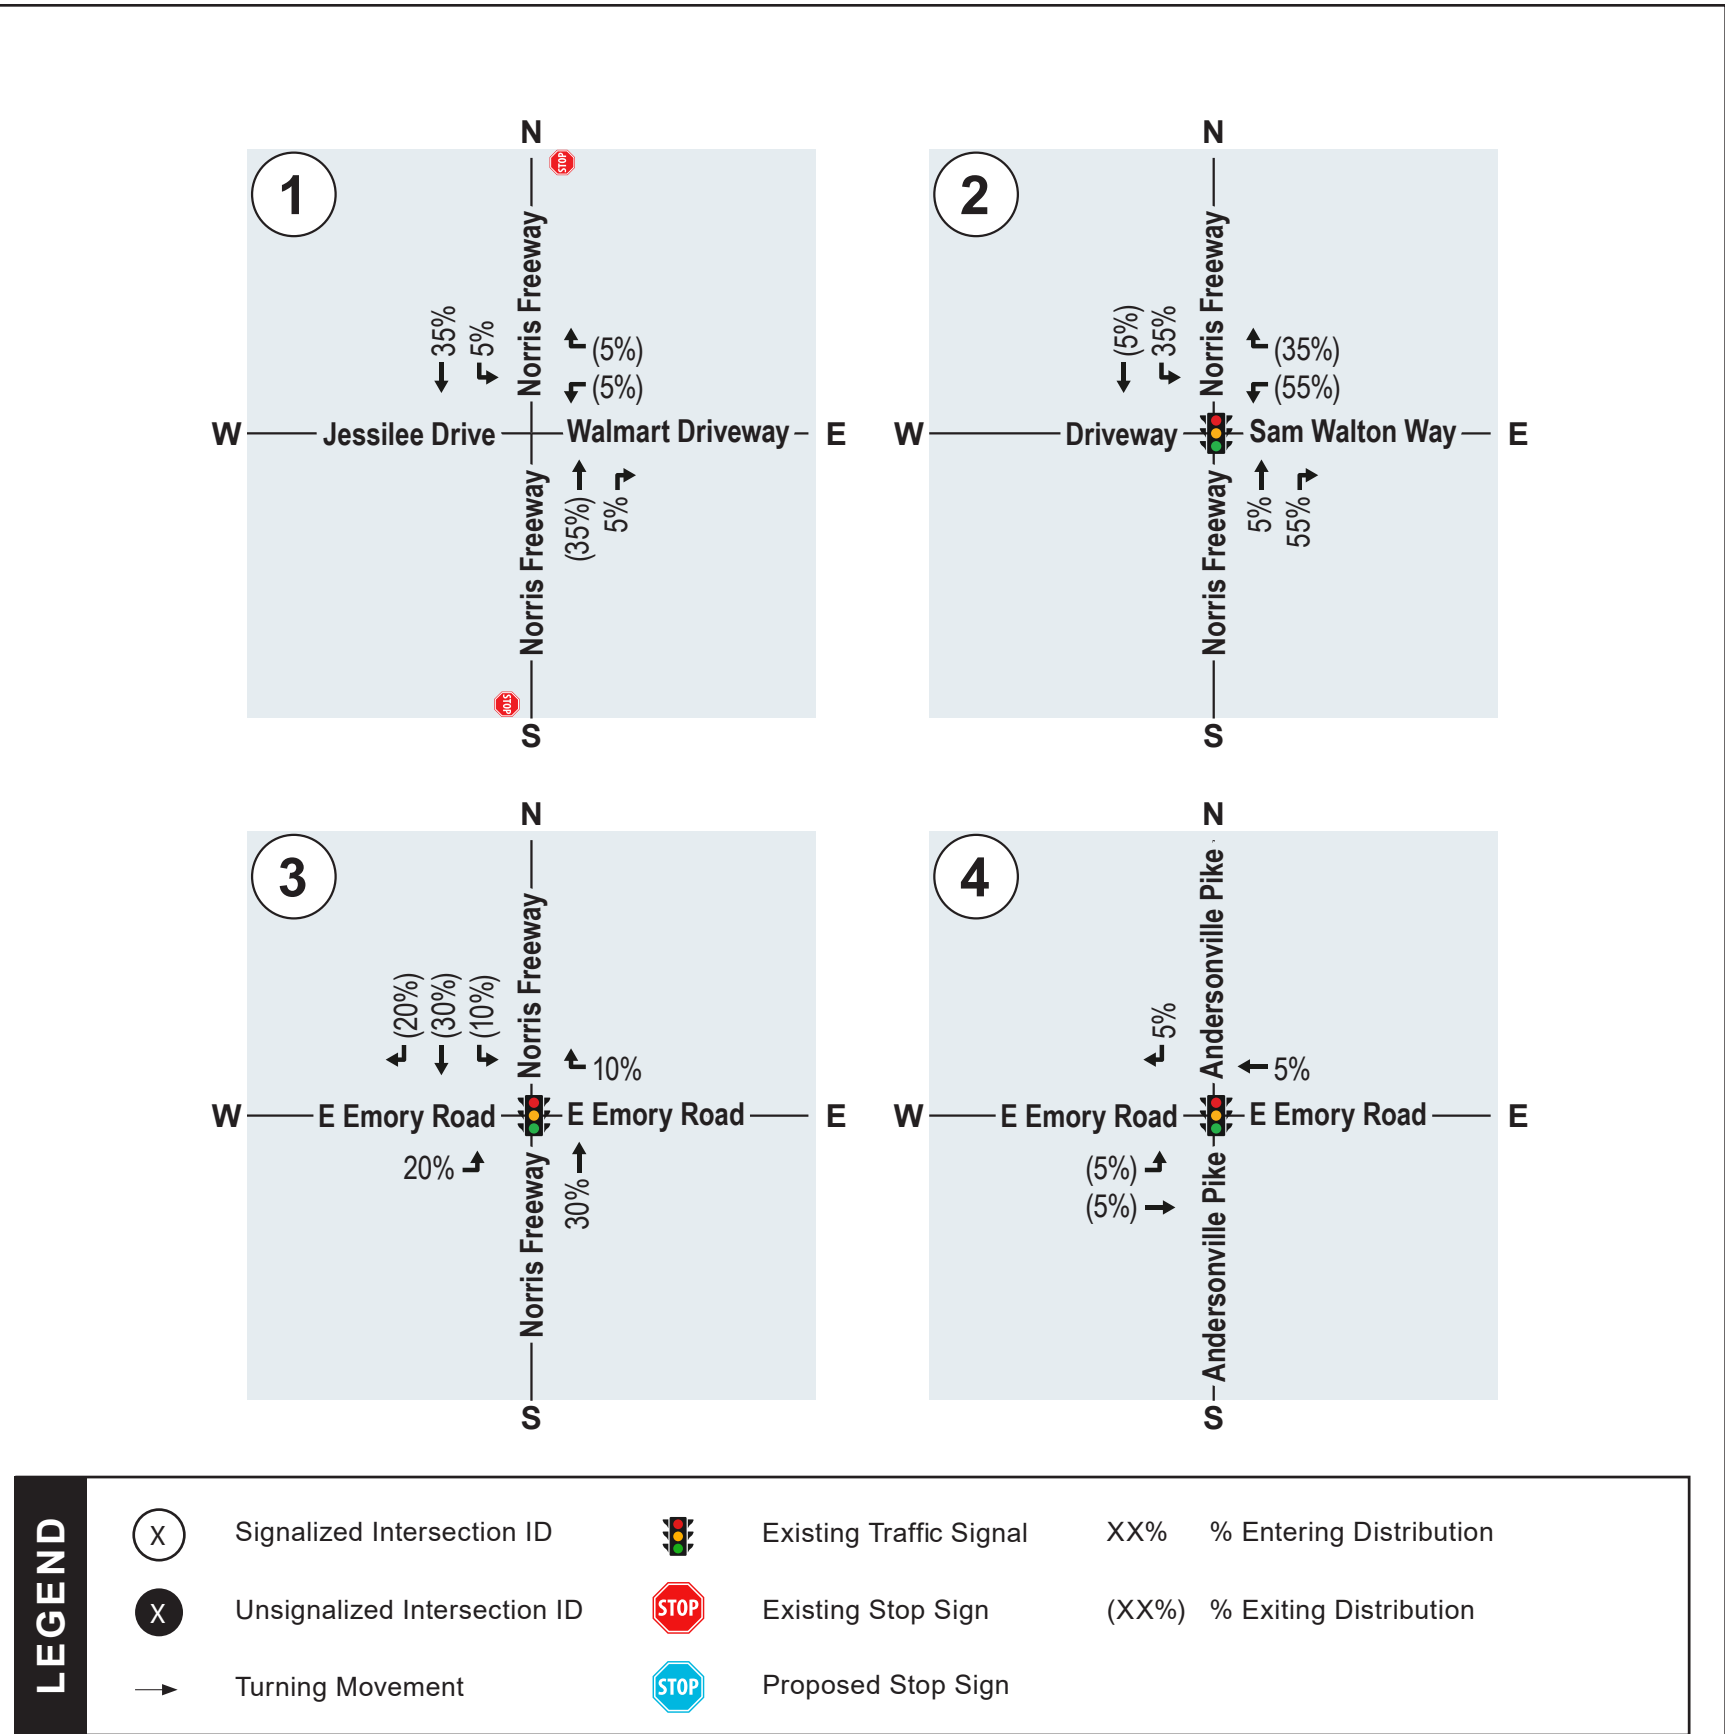 N
1
STOP
Norris Freeway
35%
5%
(5%)
(5%)
W
Jessilee Drive
Walmart Driveway
E
(35%)
5%
Norris Freeway
STOP
S
N
2
Norris Freeway
(5%)
35%
(35%)
(55%)
W
Driveway
Sam Walton Way
E
5%
55%
Norris Freeway
S
N
3
Norris Freeway
(20%)
(30%)
(10%)
10%
W
E Emory Road
E Emory Road
E
20%
30%
Norris Freeway
S
N
4
Andersonville Pike
5%
5%
W
E Emory Road
E Emory Road
E
(5%)
(5%)
Andersonville Pike
S
LEGEND
X Signalized Intersection ID
X Unsignalized Intersection ID
Turning Movement
Existing Traffic Signal
STOP Existing Stop Sign
STOP Proposed Stop Sign
XX% % Entering Distribution
(XX%) % Exiting Distribution